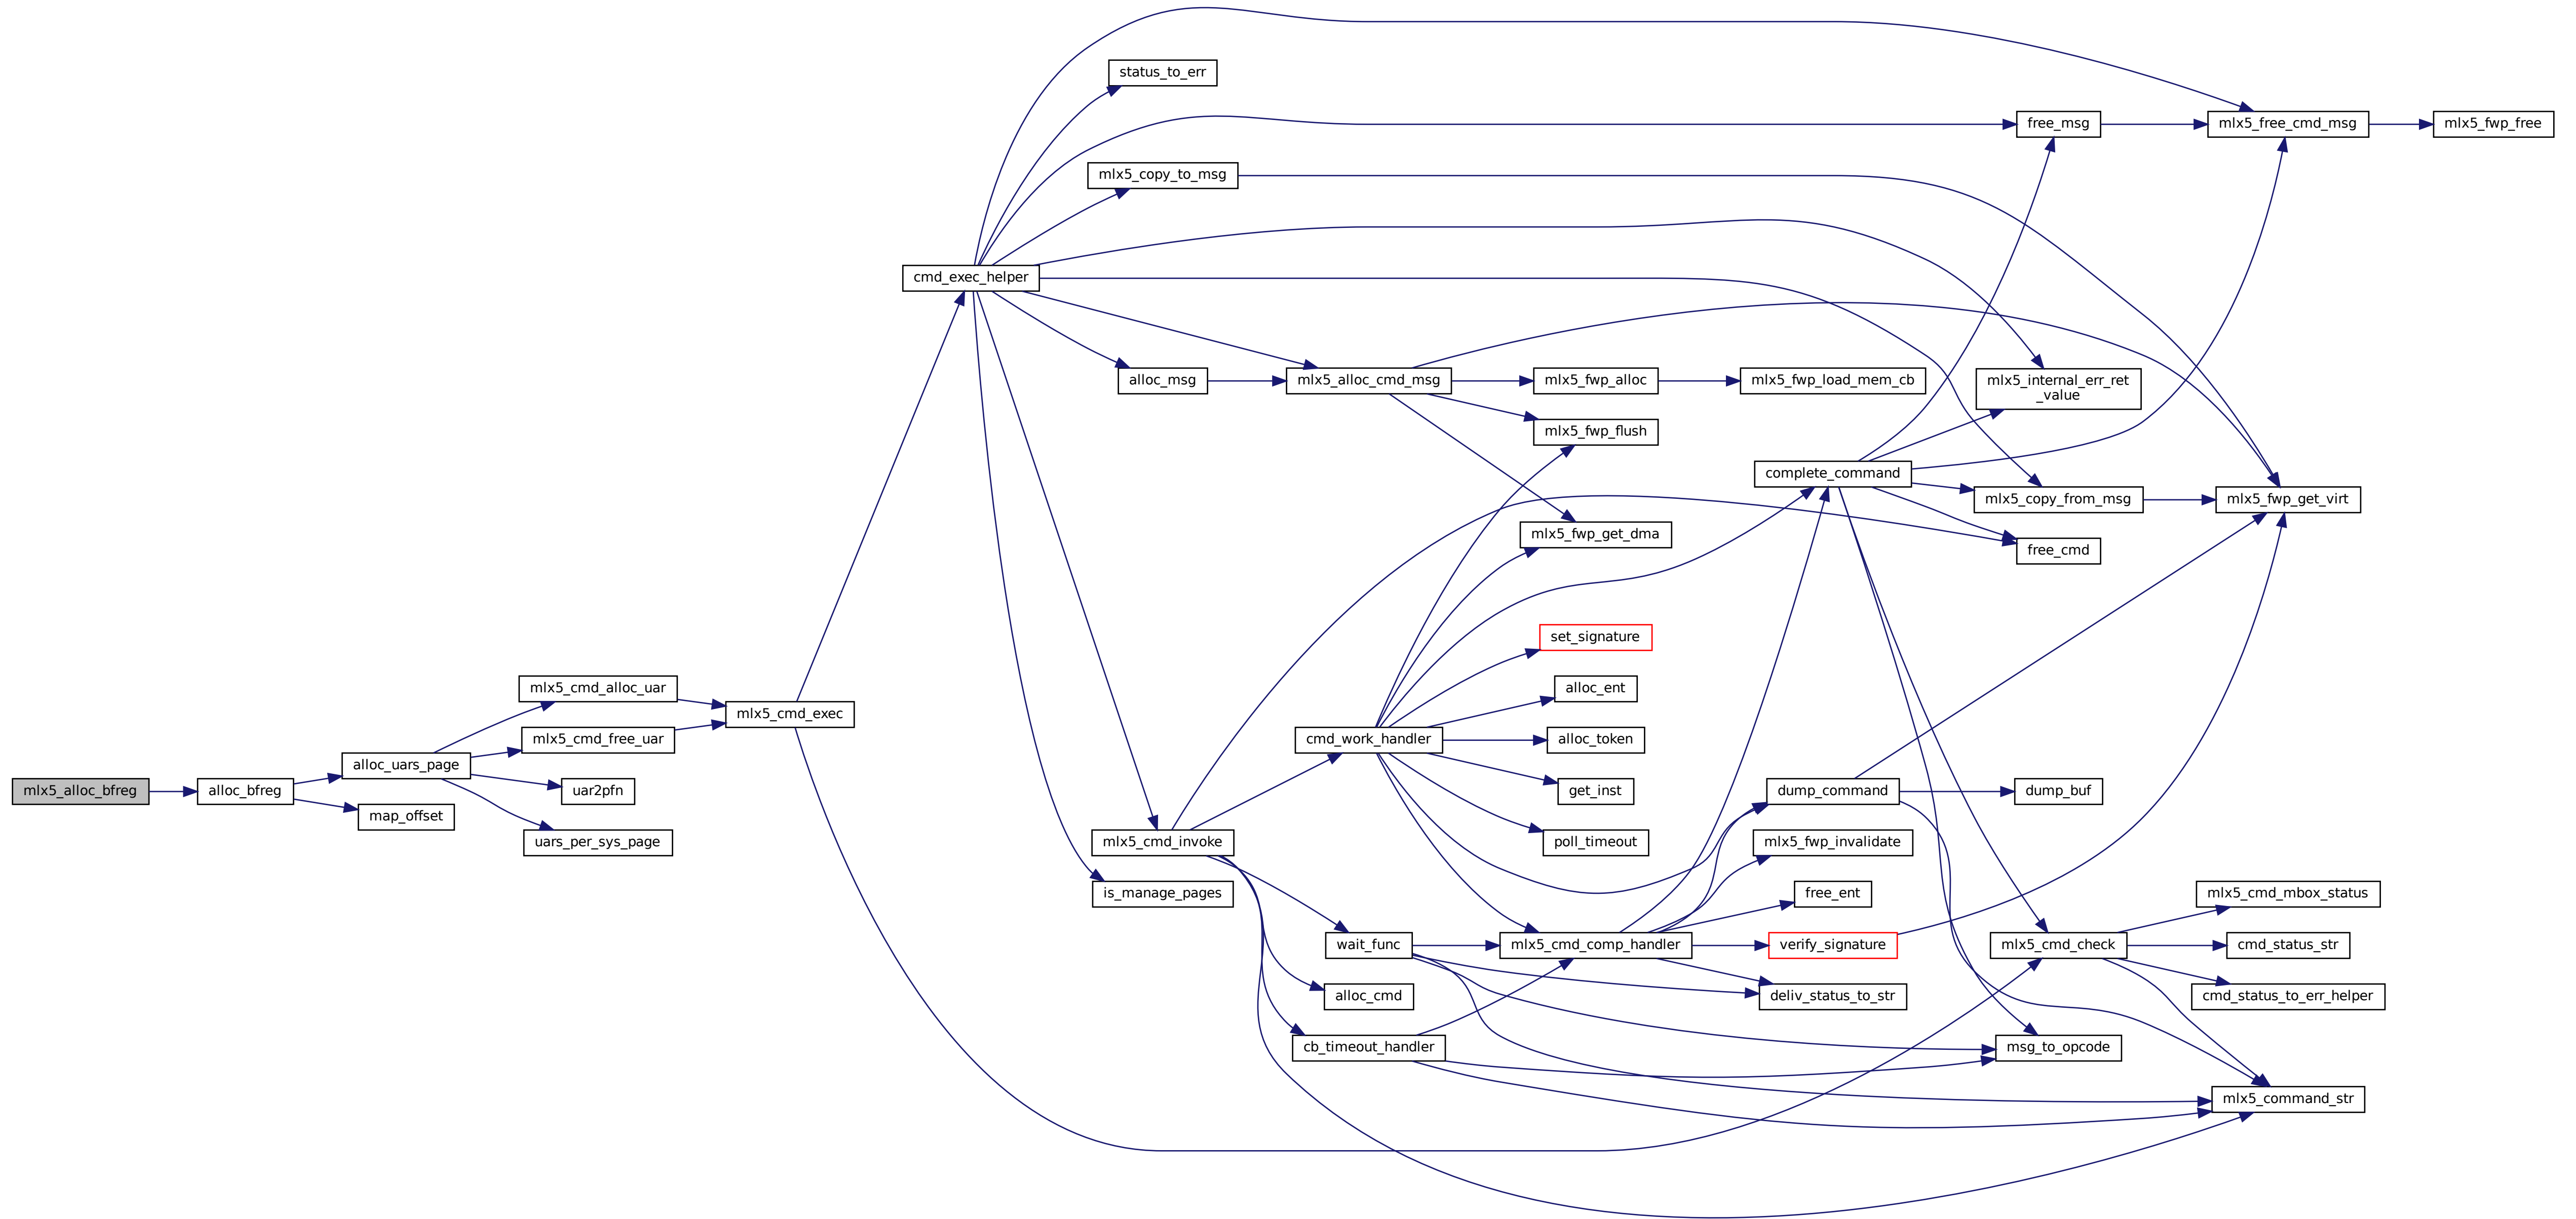 mlx5_alloc_bfreg
alloc_bfreg
alloc_uars_page
map_offset
mlx5_cmd_alloc_uar
mlx5_cmd_free_uar
uar2pfn
uars_per_sys_page
mlx5_cmd_exec
cmd_exec_helper
status_to_err
mlx5_copy_to_msg
alloc_msg
mlx5_cmd_invoke
is_manage_pages
mlx5_alloc_cmd_msg
cmd_work_handler
wait_func
alloc_cmd
cb_timeout_handler
mlx5_fwp_alloc
mlx5_fwp_flush
mlx5_fwp_get_dma
set_signature
alloc_ent
alloc_token
get_inst
poll_timeout
mlx5_cmd_comp_handler
mlx5_fwp_load_mem_cb
complete_command
dump_command
mlx5_fwp_invalidate
free_ent
verify_signature
deliv_status_to_str
free_msg
mlx5_internal_err_ret
_value
mlx5_copy_from_msg
free_cmd
dump_buf
mlx5_cmd_check
msg_to_opcode
mlx5_free_cmd_msg
mlx5_fwp_get_virt
mlx5_cmd_mbox_status
cmd_status_str
cmd_status_to_err_helper
mlx5_command_str
mlx5_fwp_free